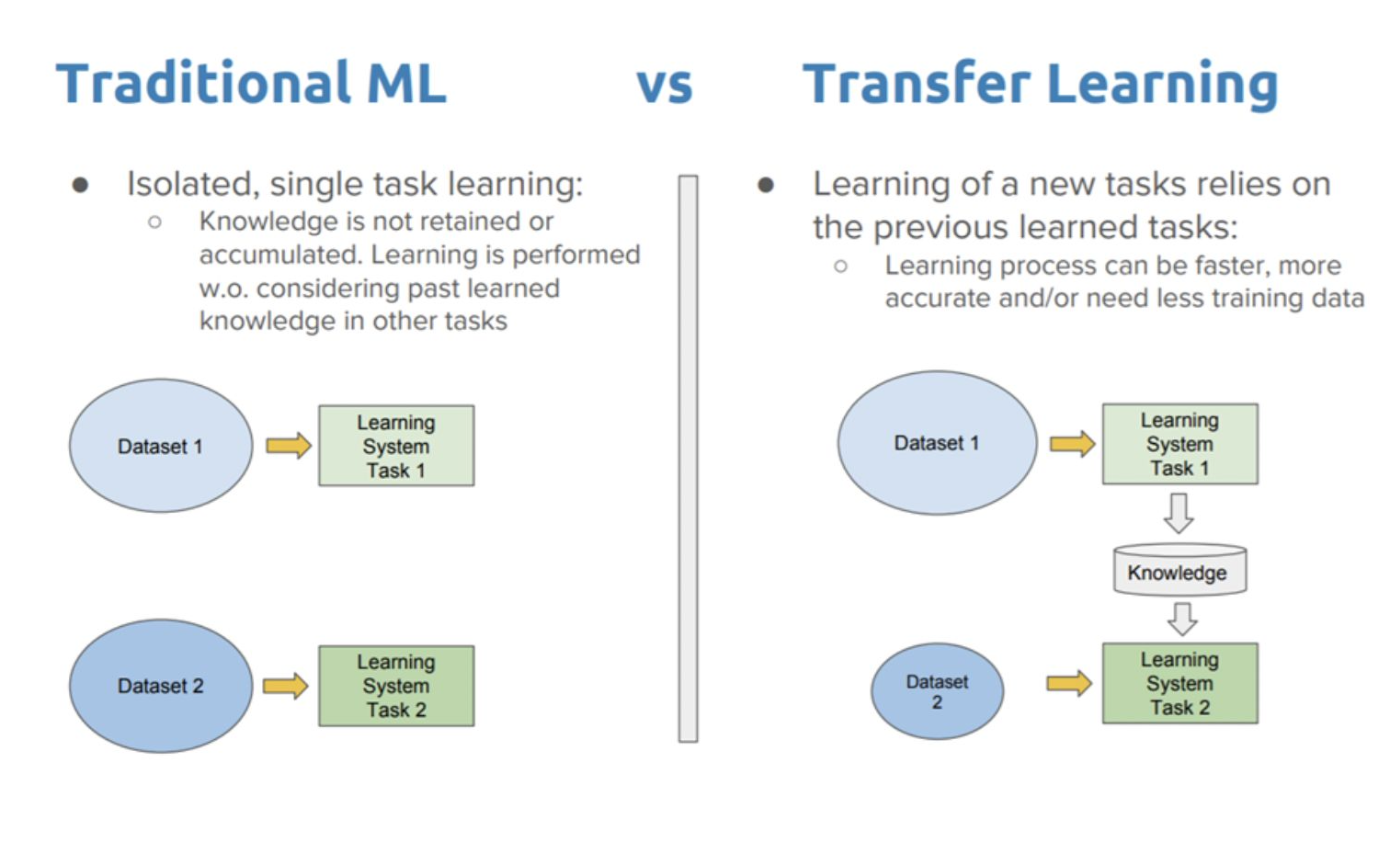 Traditional ML vs Transfer Learning
Isolated, single task learning:
Knowledge is not retained or
accumulated. Learning is performed
w.o. considering past learned
knowledge in other tasks
Dataset 1
Learning
System
Task 1
Dataset 2
Learning
System
Task 2
Learning of a new tasks relies on
the previous learned tasks:
Learning process can be faster, more
accurate and/or need less training data
Dataset 1
Learning
System
Task 1
Knowledge
Dataset
2
Learning
System
Task 2